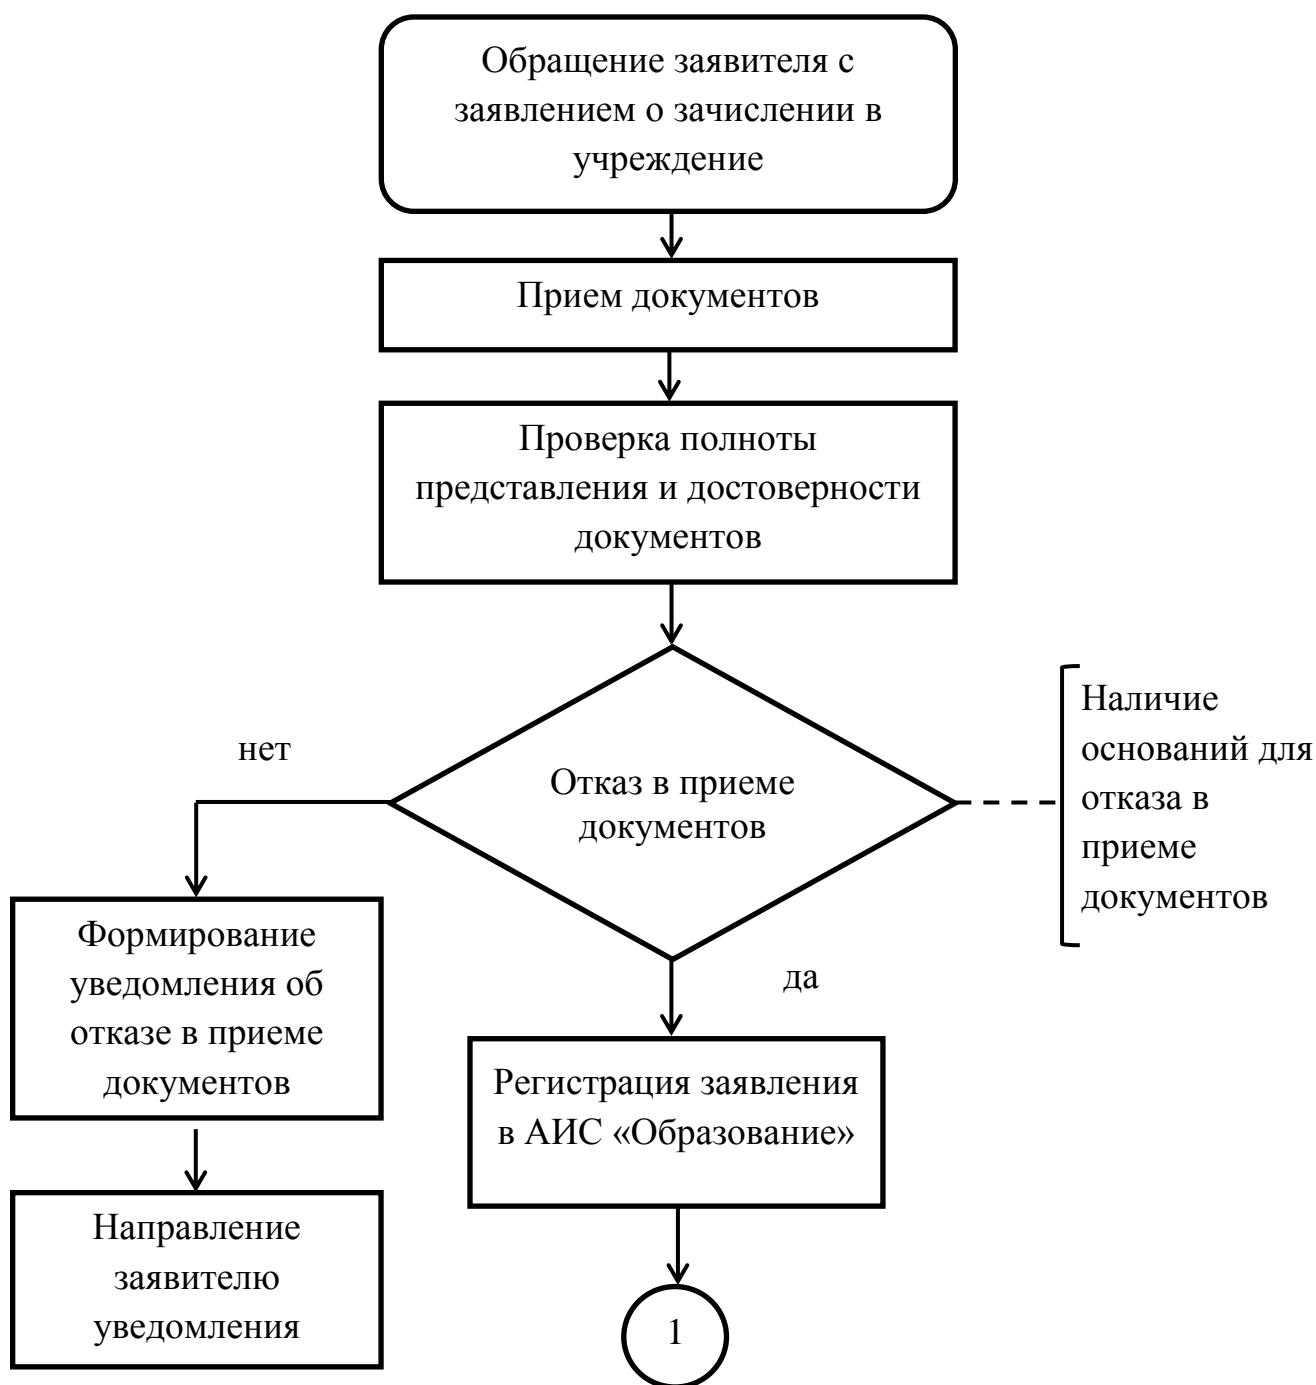 Обращение заявителя с
заявлением о зачислении в
учреждение
Прием документов
Проверка полноты
представления и достоверности
документов
Отказ в приеме
документов
Наличие
оснований для
отказа в
приеме
документов
нет
да
Формирование
уведомления об
отказе в приеме
документов
Регистрация заявления
в АИС «Образование»
Направление
заявителю
уведомления
1